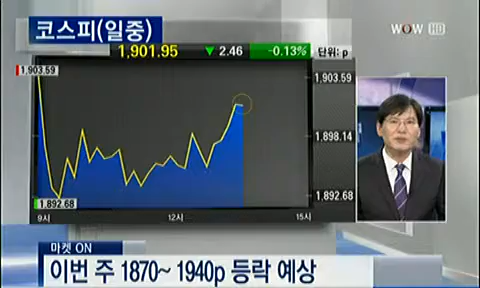 코스피(일중)
WOW HD
1,901.95 ▼ 2.46 -0.13% 단위: p
1,903.59
1,903.59
1,898.14
1,892.68
1,892.68
9시 12시 15시
마켓 ON
이번 주 1870~ 1940p 등락 예상